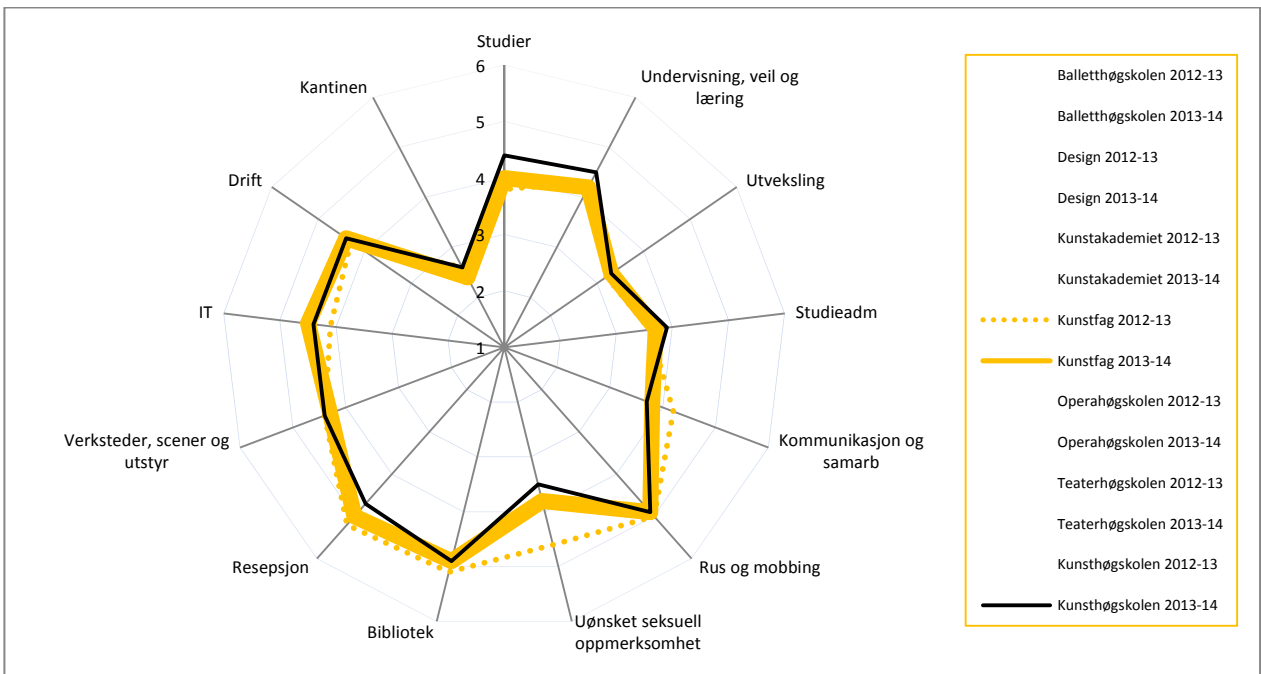 Studier
6
5
4
3
2
1
Undervisning, veil og
læring
Utveksling
Studieadm
Kommunikasjon og
samarb
Rus og mobbing
Uønsket seksuell
oppmerksomhet
Bibliotek
Resepsjon
Verksteder, scener og
utstyr
IT
Drift
Kantinen
Balletthøgskolen 2012-13
Balletthøgskolen 2013-14
Design 2012-13
Design 2013-14
Kunstakademiet 2012-13
Kunstakademiet 2013-14
Kunstfag 2012-13
Kunstfag 2013-14
Operahøgskolen 2012-13
Operahøgskolen 2013-14
Teaterhøgskolen 2012-13
Teaterhøgskolen 2013-14
Kunsthøgskolen 2012-13
Kunsthøgskolen 2013-14